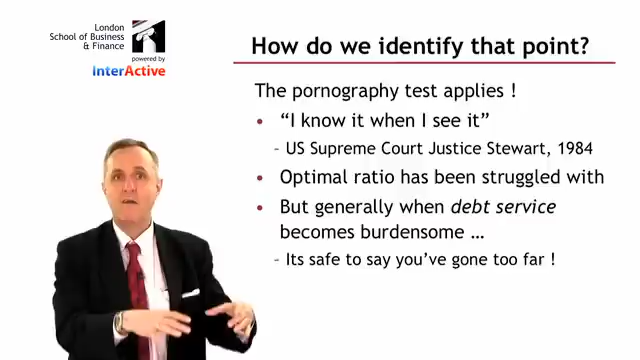 London
School of Business
& Finance
powered by
InterActive
How do we identify that point?
The pornography test applies !
• “I know it when I see it”
– US Supreme Court Justice Stewart, 1984
• Optimal ratio has been struggled with
• But generally when debt service
becomes burdensome …
– Its safe to say you’ve gone too far !